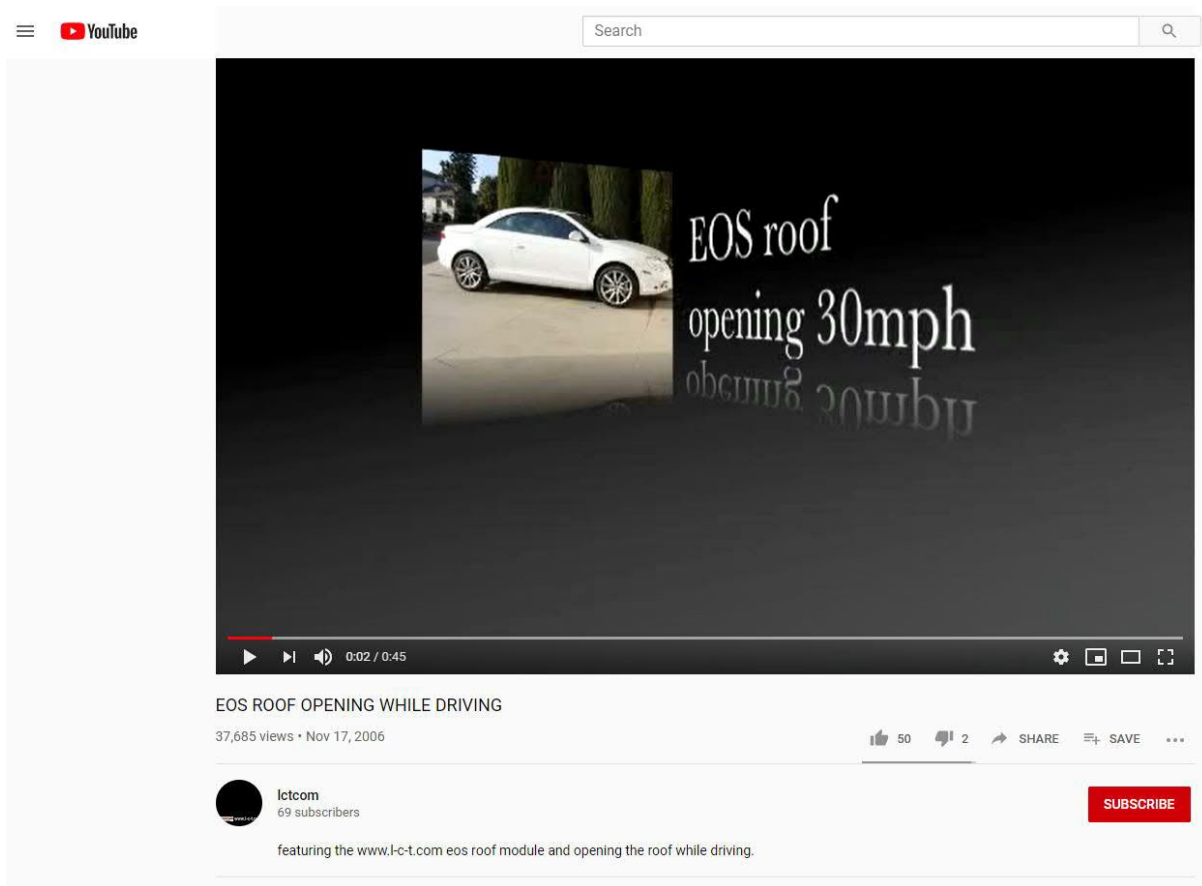 YouTube
Search
EOS roof
opening 30mph
0:02 / 0:45
EOS ROOF OPENING WHILE DRIVING
37,685 views • Nov 17, 2006
50 2 SHARE SAVE
lctcom
69 subscribers
SUBSCRIBE
featuring the www.l-c-t.com eos roof module and opening the roof while driving.